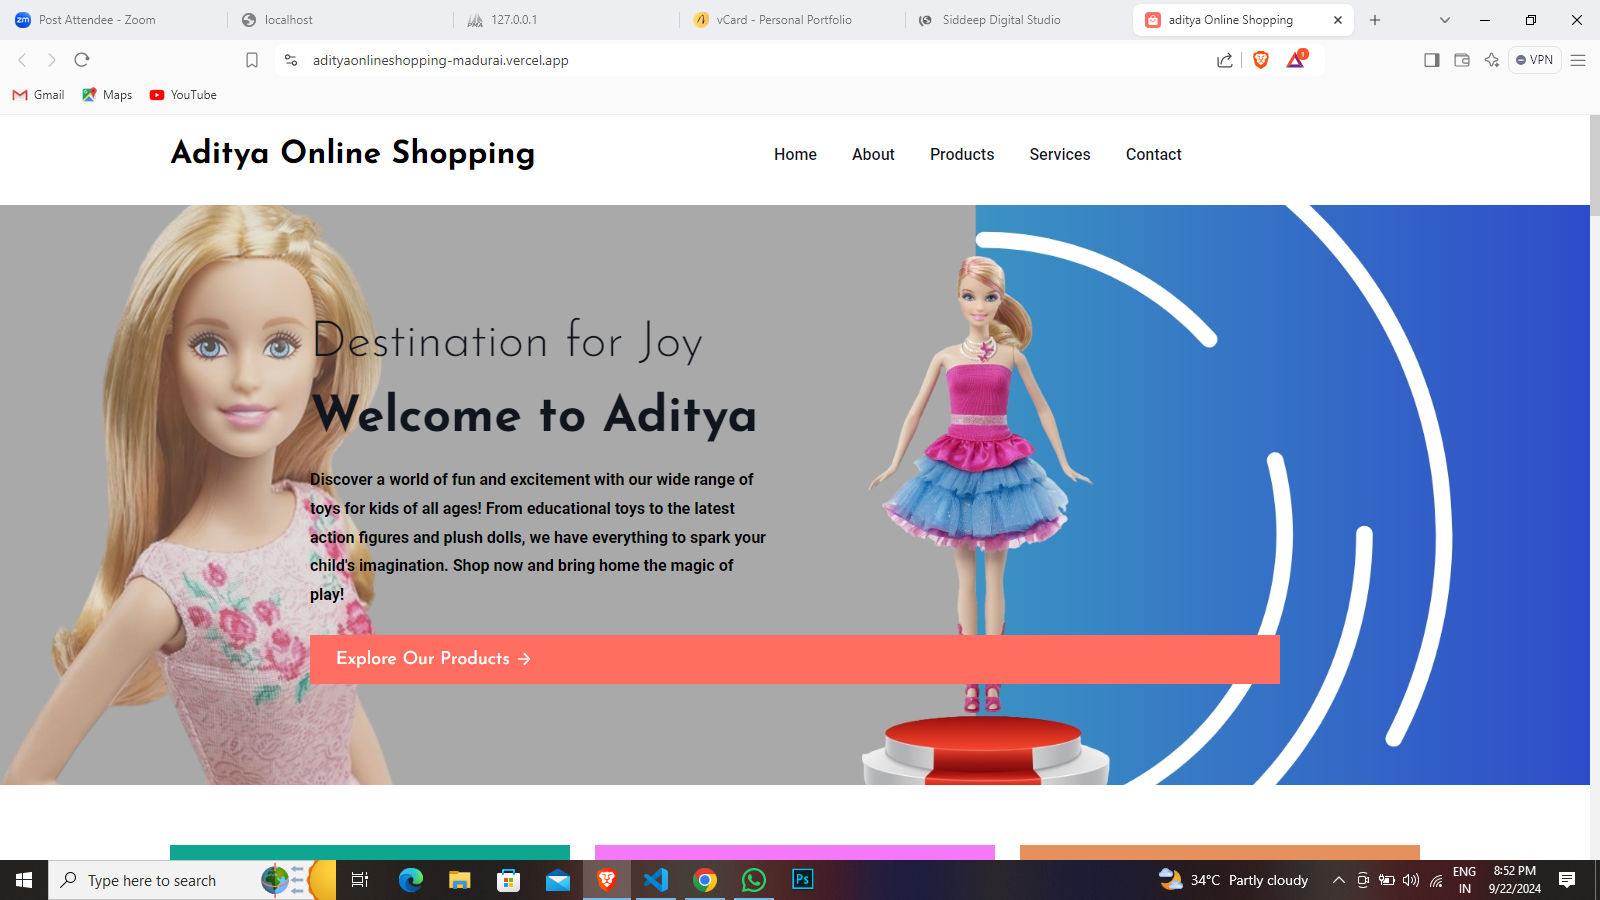 Post Attendee - Zoom
localhost
127.0.0.1
vCard - Personal Portfolio
Siddeep Digital Studio
aditya Online Shopping
adityaonlineshopping-madurai.vercel.app
1
VPN
Gmail
Maps
YouTube
Aditya Online Shopping
Home
About
Products
Services
Contact
Destination for Joy
Welcome to Aditya
Discover a world of fun and excitement with our wide range of
toys for kids of all ages! From educational toys to the latest
action figures and plush dolls, we have everything to spark your
child's imagination. Shop now and bring home the magic of
play!
Explore Our Products →
Type here to search
Ps
34°C Partly cloudy
ENG
IN
8:52 PM
9/22/2024